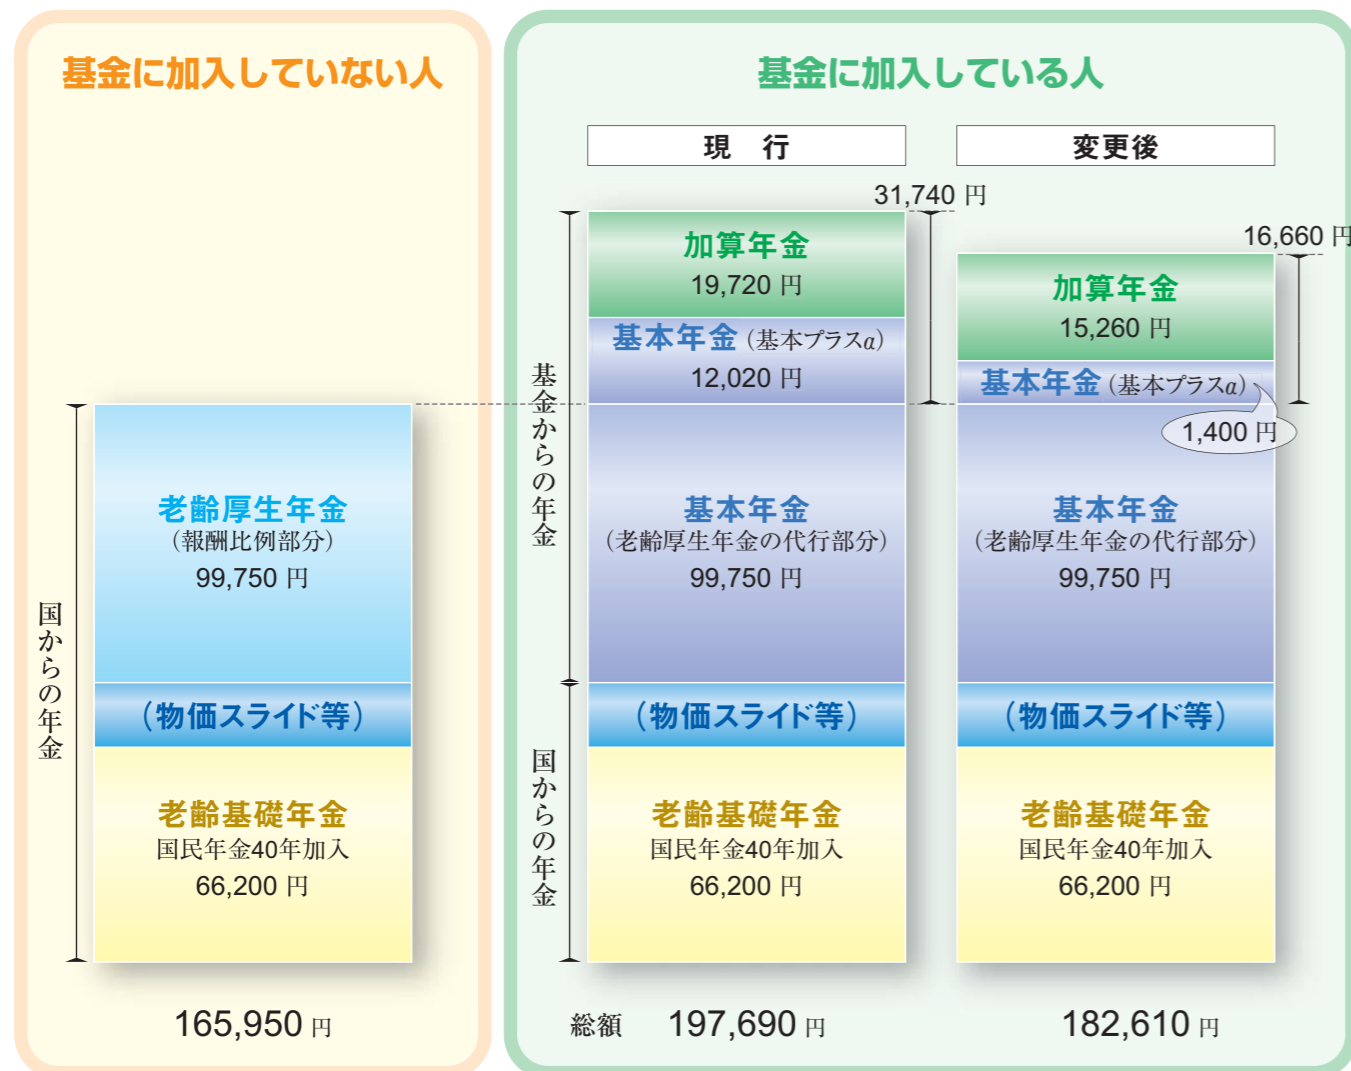 基金に加入していない人
国からの年金
老齢厚生年金
（報酬比例部分）
99,750 円
（物価スライド等）
老齢基礎年金
国民年金40年加入
66,200 円
165,950 円
基金に加入している人
現 行
31,740 円
基金からの年金
国からの年金
加算年金
19,720 円
基本年金（基本プラスα）
12,020 円
基本年金
（老齢厚生年金の代行部分）
99,750 円
（物価スライド等）
老齢基礎年金
国民年金40年加入
66,200 円
総額 197,690 円
変更後
16,660 円
加算年金
15,260 円
基本年金（基本プラスα）
1,400 円
基本年金
（老齢厚生年金の代行部分）
99,750 円
（物価スライド等）
老齢基礎年金
国民年金40年加入
66,200 円
182,610 円